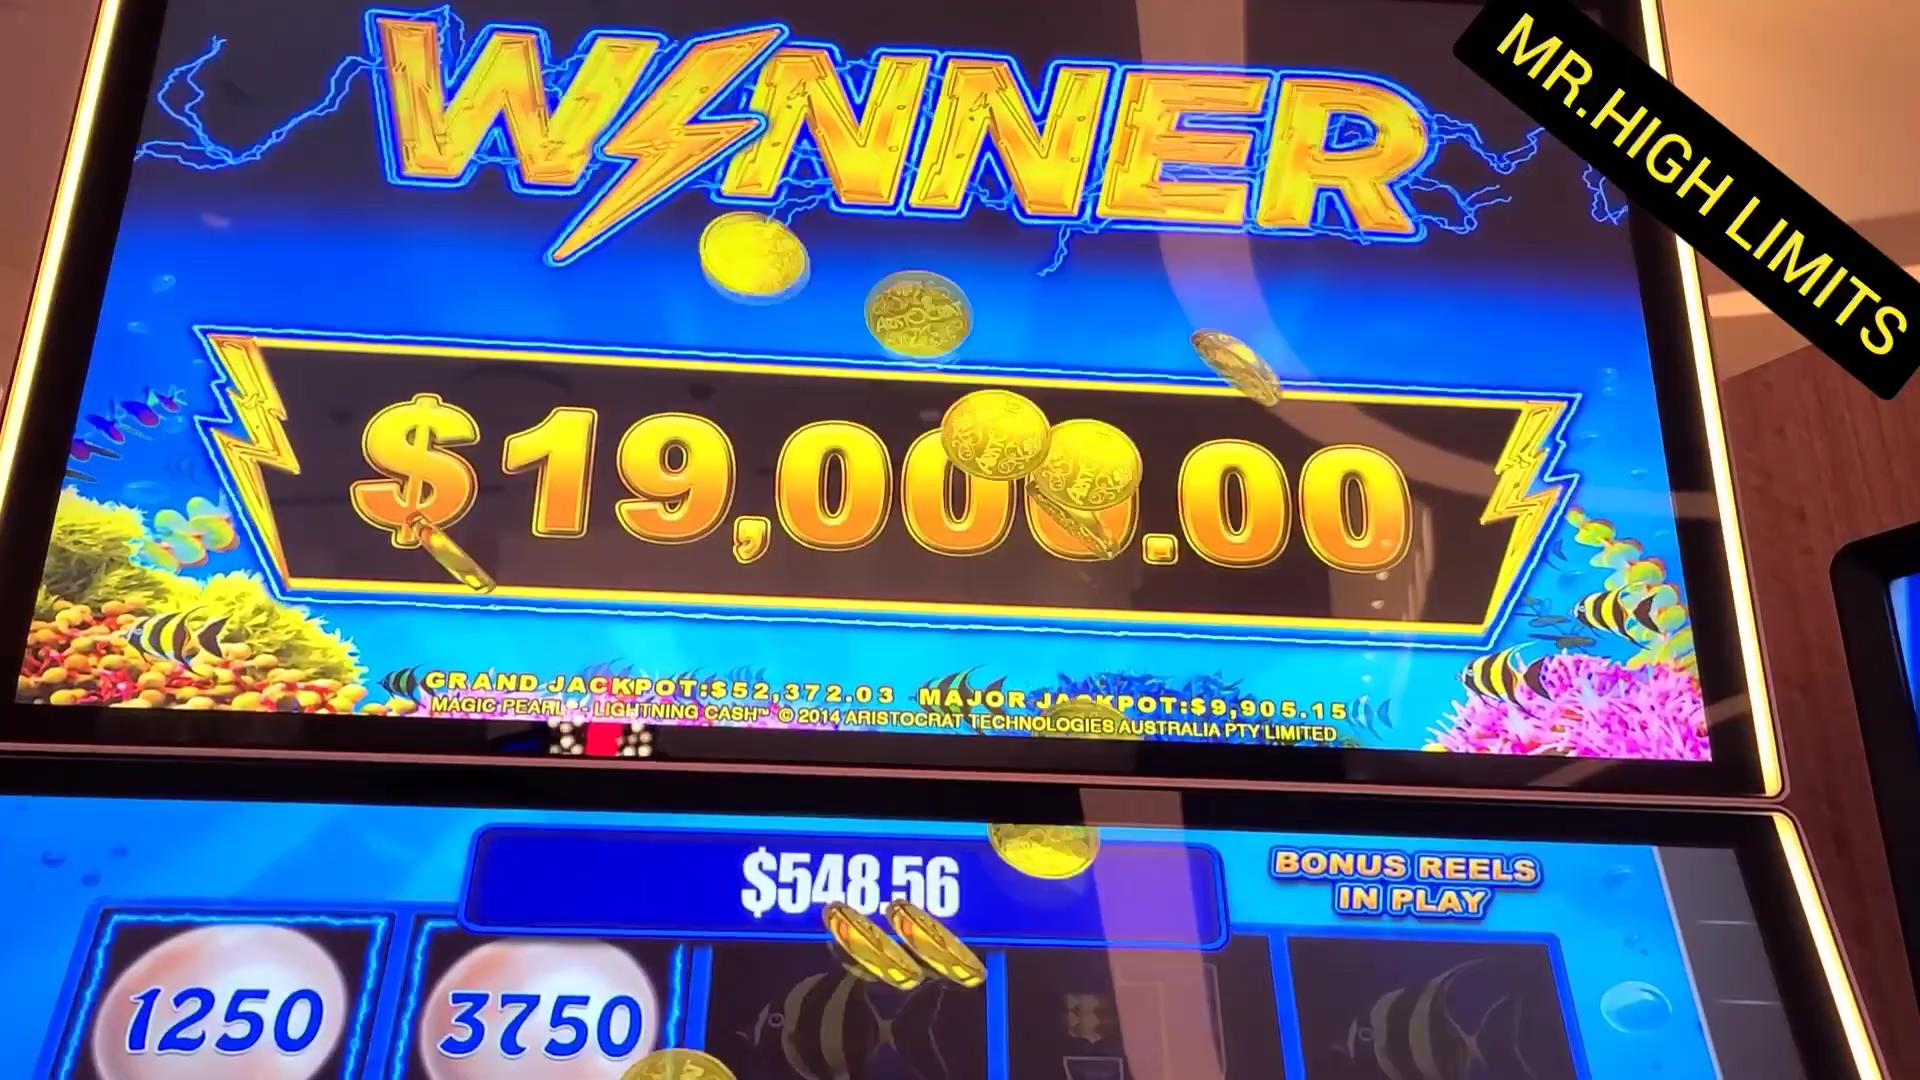 WINNER
MR.HIGH LIMITS
$19,000.00
GRAND JACKPOT:$52,372.03 MAJOR JACKPOT:$9,905.15
MAGIC PEARL™ - LIGHTNING CASH™ © 2014 ARISTOCRAT TECHNOLOGIES AUSTRALIA PTY LIMITED
$548.56
BONUS REELS
IN PLAY
1250
3750